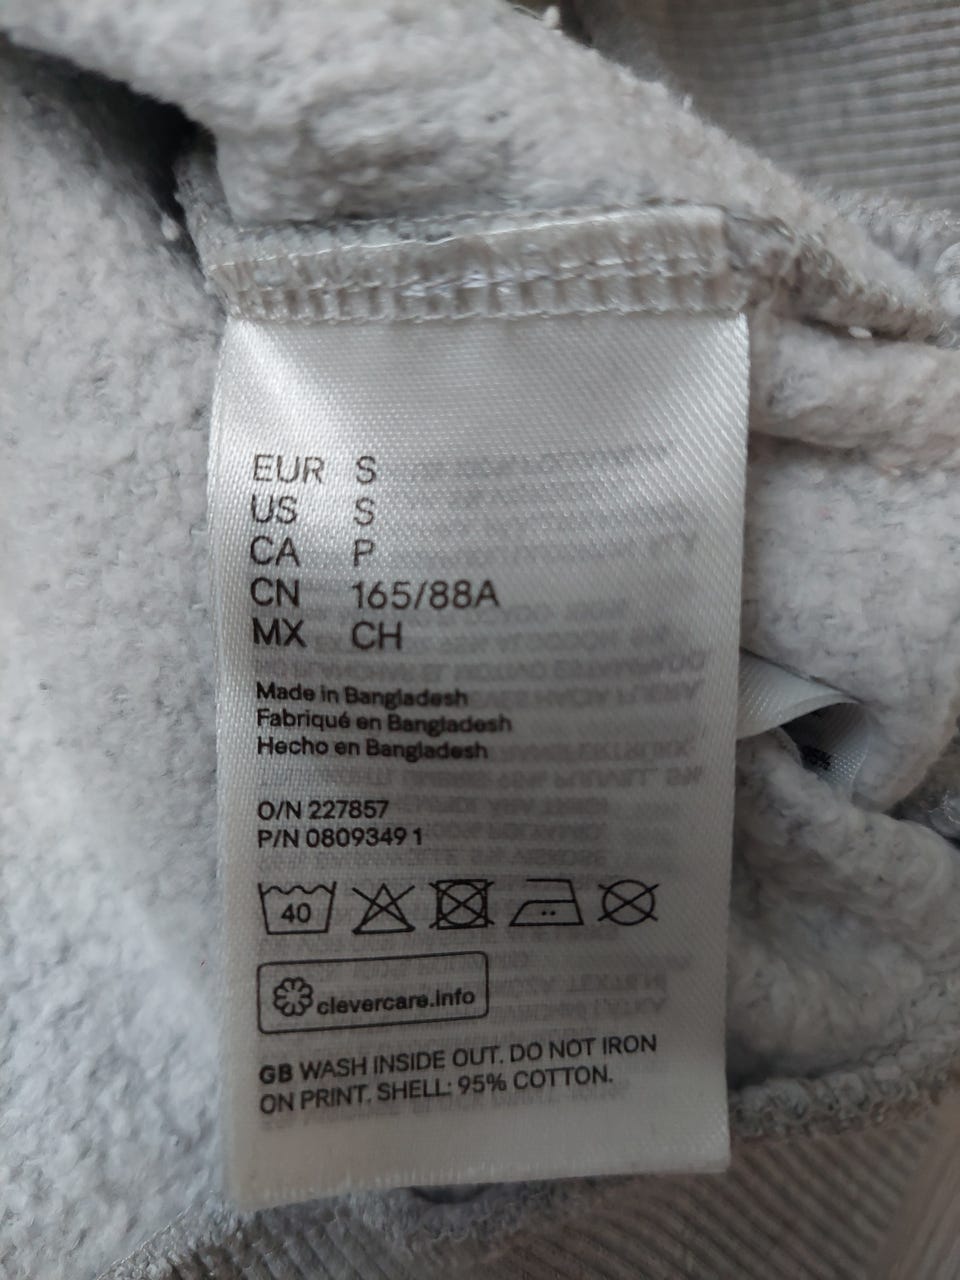 EUR S
US S
CA P
CN 165/88A
MX CH
Made in Bangladesh
Fabriqué en Bangladesh
Hecho en Bangladesh
O/N 227857
P/N 0809349 1
40
clevercare.info
GB WASH INSIDE OUT. DO NOT IRON
ON PRINT. SHELL: 95% COTTON.